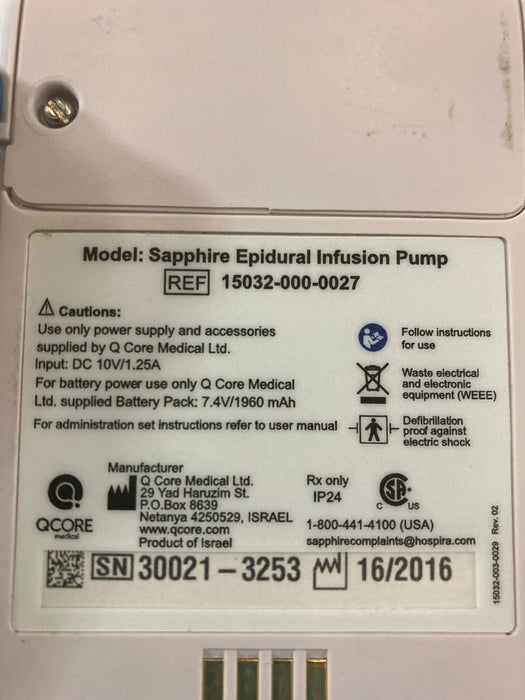 Model: Sapphire Epidural Infusion Pump
REF 15032-000-0027
Cautions:
Use only power supply and accessories
supplied by Q Core Medical Ltd.
Input: DC 10V/1.25A
For battery power use only Q Core Medical
Ltd. supplied Battery Pack: 7.4V/1960 mAh
For administration set instructions refer to user manual
Follow instructions
for use
Waste electrical
and electronic
equipment (WEEE)
Defibrillation
proof against
electric shock
QCORE
medical
Manufacturer
Q Core Medical Ltd.
29 Yad Haruzim St.
P.O.Box 8639
Netanya 4250529, ISRAEL
www.qcore.com
Product of Israel
Rx only
IP24
C SA US
1-800-441-4100 (USA)
sapphirecomplaints@hospira.com
SN 30021-3253 16/2016
15032-003-0029 Rev. 02